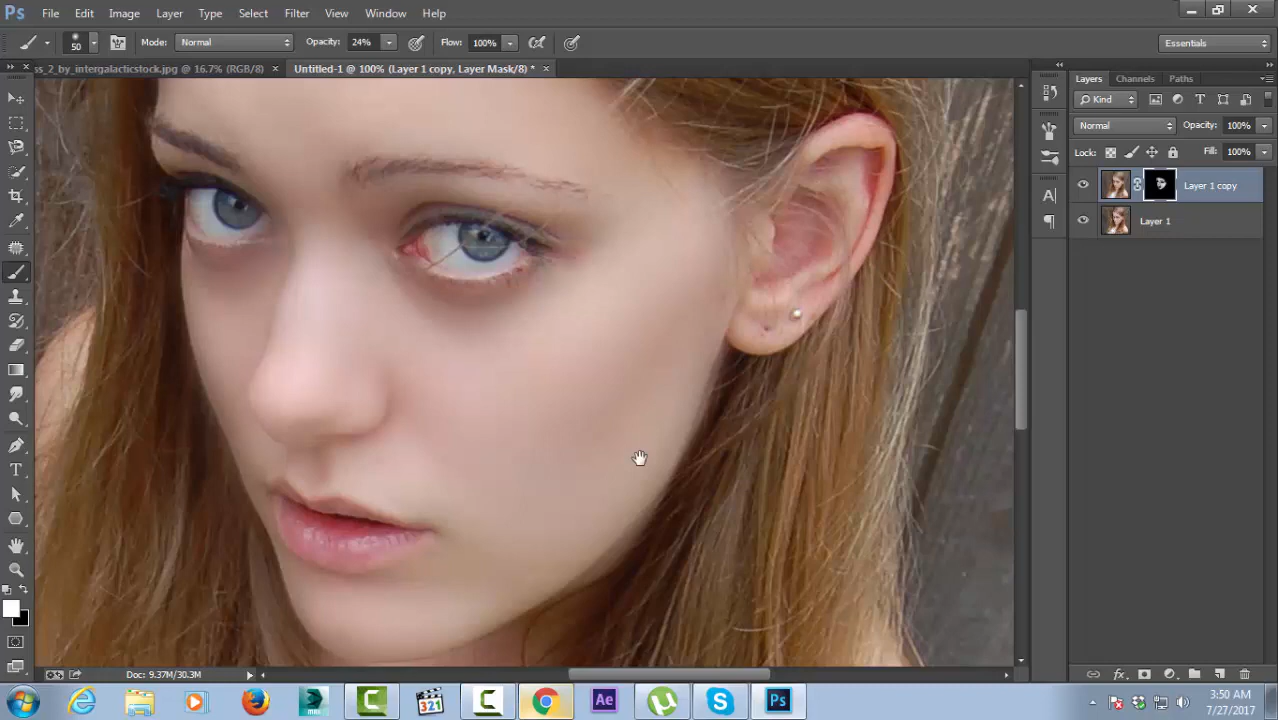 Ps File Edit Image Layer Type Select Filter View Window Help
50 Mode: Normal Opacity: 24% Flow: 100% Essentials
ss_2_by_intergalacticstock.jpg @ 16.7% (RGB/8) × Untitled-1 @ 100% (Layer 1 copy, Layer Mask/8) * ×
Layers Channels Paths
Kind
Normal Opacity: 100%
Lock: Fill: 100%
Layer 1 copy
Layer 1
Doc: 9.37M/30.3M
3:50 AM
7/27/2017
321 Ae Ps